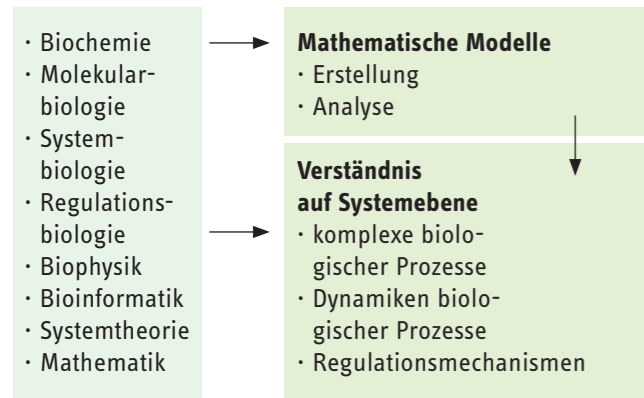 · Biochemie
· Molekular-
biologie
· System-
biologie
· Regulations-
biologie
· Biophysik
· Bioinformatik
· Systemtheorie
· Mathematik
Mathematische Modelle
· Erstellung
· Analyse
Verständnis
auf Systemebene
· komplexe biolo-
gischer Prozesse
· Dynamiken biolo-
gischer Prozesse
· Regulationsmechanismen